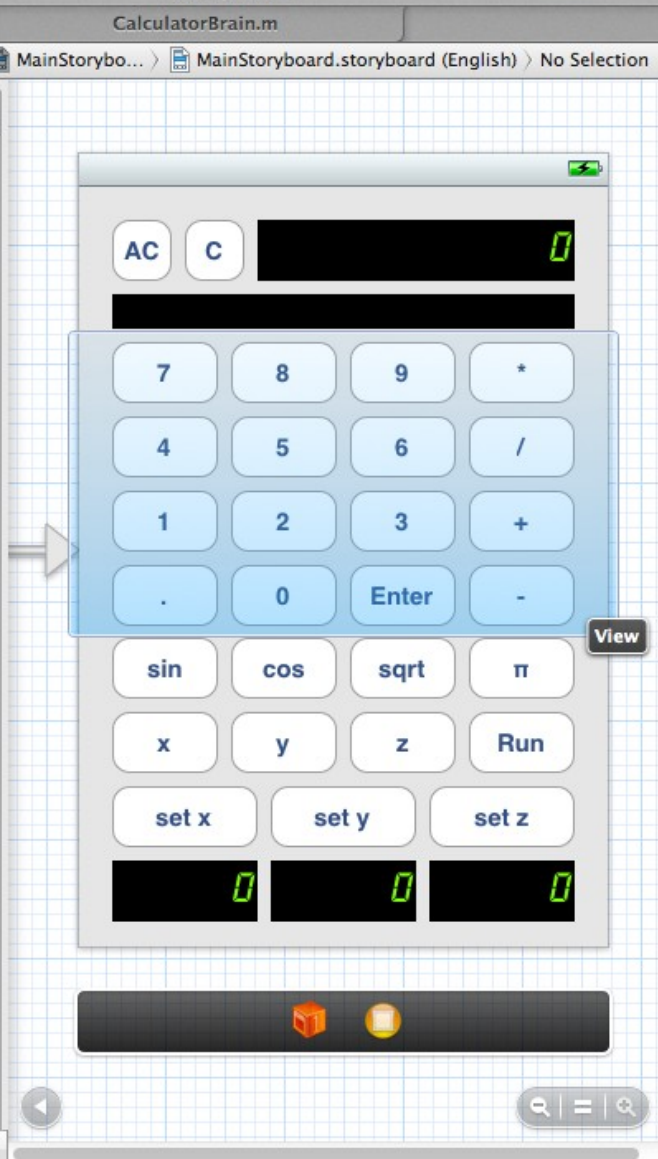 CalculatorBrain.m
MainStorybo... 〉 MainStoryboard.storyboard (English) 〉 No Selection
AC C 0
7 8 9 *
4 5 6 /
1 2 3 +
. 0 Enter -
View
sin cos sqrt π
x y z Run
set x set y set z
0 0 0